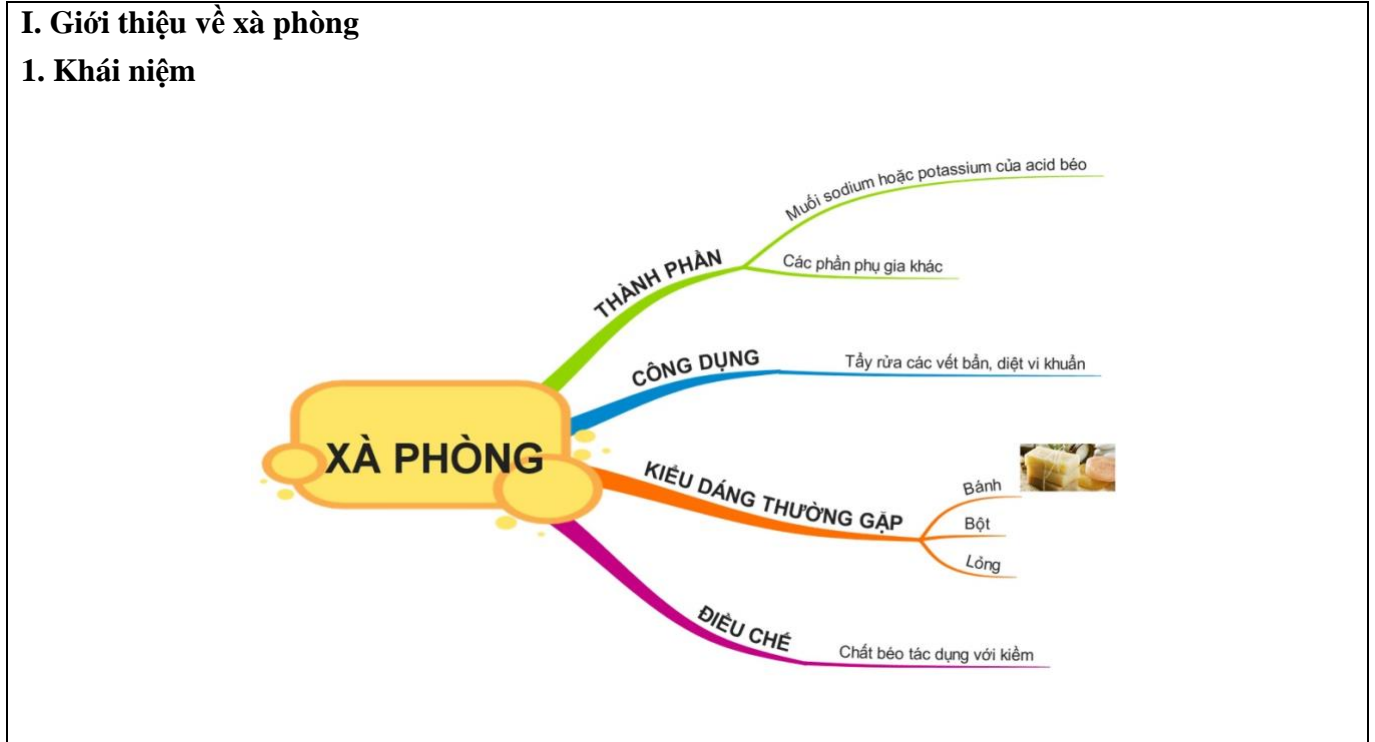 I. Giới thiệu về xà phòng
1. Khái niệm
XÀ PHÒNG
THÀNH PHẦN
Muối sodium hoặc potassium của acid béo
Các phần phụ gia khác
CÔNG DỤNG
Tẩy rửa các vết bẩn, diệt vi khuẩn
KIỂU DÁNG THƯỜNG GẶP
Bánh
Bột
Lỏng
ĐIỀU CHẾ
Chất béo tác dụng với kiềm